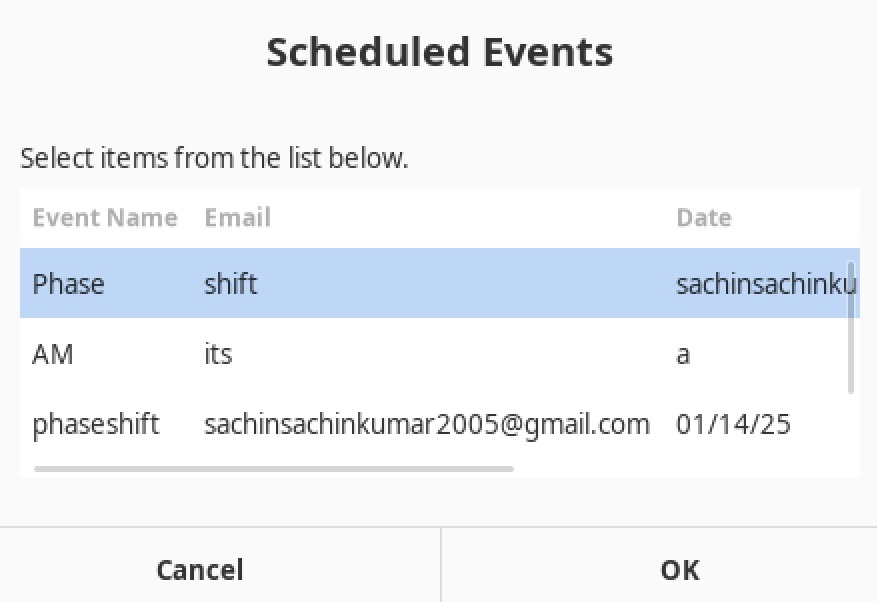 Scheduled Events
Select items from the list below.
Event Name Email Date
Phase shift sachinsachinku
AM its a
phaseshift sachinsachinkumar2005@gmail.com 01/14/25
Cancel OK